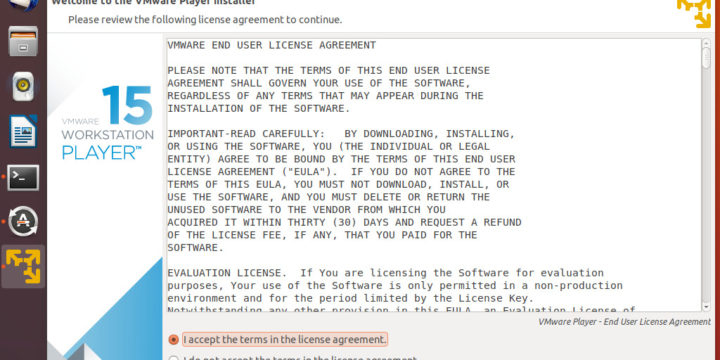 Welcome to the VMware Player Installer
Please review the following license agreement to continue.
VMWARE
15
WORKSTATION
PLAYER™
VMWARE END USER LICENSE AGREEMENT
PLEASE NOTE THAT THE TERMS OF THIS END USER LICENSE
AGREEMENT SHALL GOVERN YOUR USE OF THE SOFTWARE,
REGARDLESS OF ANY TERMS THAT MAY APPEAR DURING THE
INSTALLATION OF THE SOFTWARE.
IMPORTANT-READ CAREFULLY:   BY DOWNLOADING, INSTALLING,
OR USING THE SOFTWARE, YOU (THE INDIVIDUAL OR LEGAL
ENTITY) AGREE TO BE BOUND BY THE TERMS OF THIS END USER
LICENSE AGREEMENT ("EULA").  IF YOU DO NOT AGREE TO THE
TERMS OF THIS EULA, YOU MUST NOT DOWNLOAD, INSTALL, OR
USE THE SOFTWARE, AND YOU MUST DELETE OR RETURN THE
UNUSED SOFTWARE TO THE VENDOR FROM WHICH YOU
ACQUIRED IT WITHIN THIRTY (30) DAYS AND REQUEST A REFUND
OF THE LICENSE FEE, IF ANY, THAT YOU PAID FOR THE
SOFTWARE.
EVALUATION LICENSE.  If You are licensing the Software for evaluation
purposes, Your use of the Software is only permitted in a non-production
environment and for the period limited by the License Key.
Notwithstanding any other provision in this EULA, an Evaluation License of
VMware Player - End User License Agreement
I accept the terms in the license agreement.
I do not accept the terms in the license agreement.